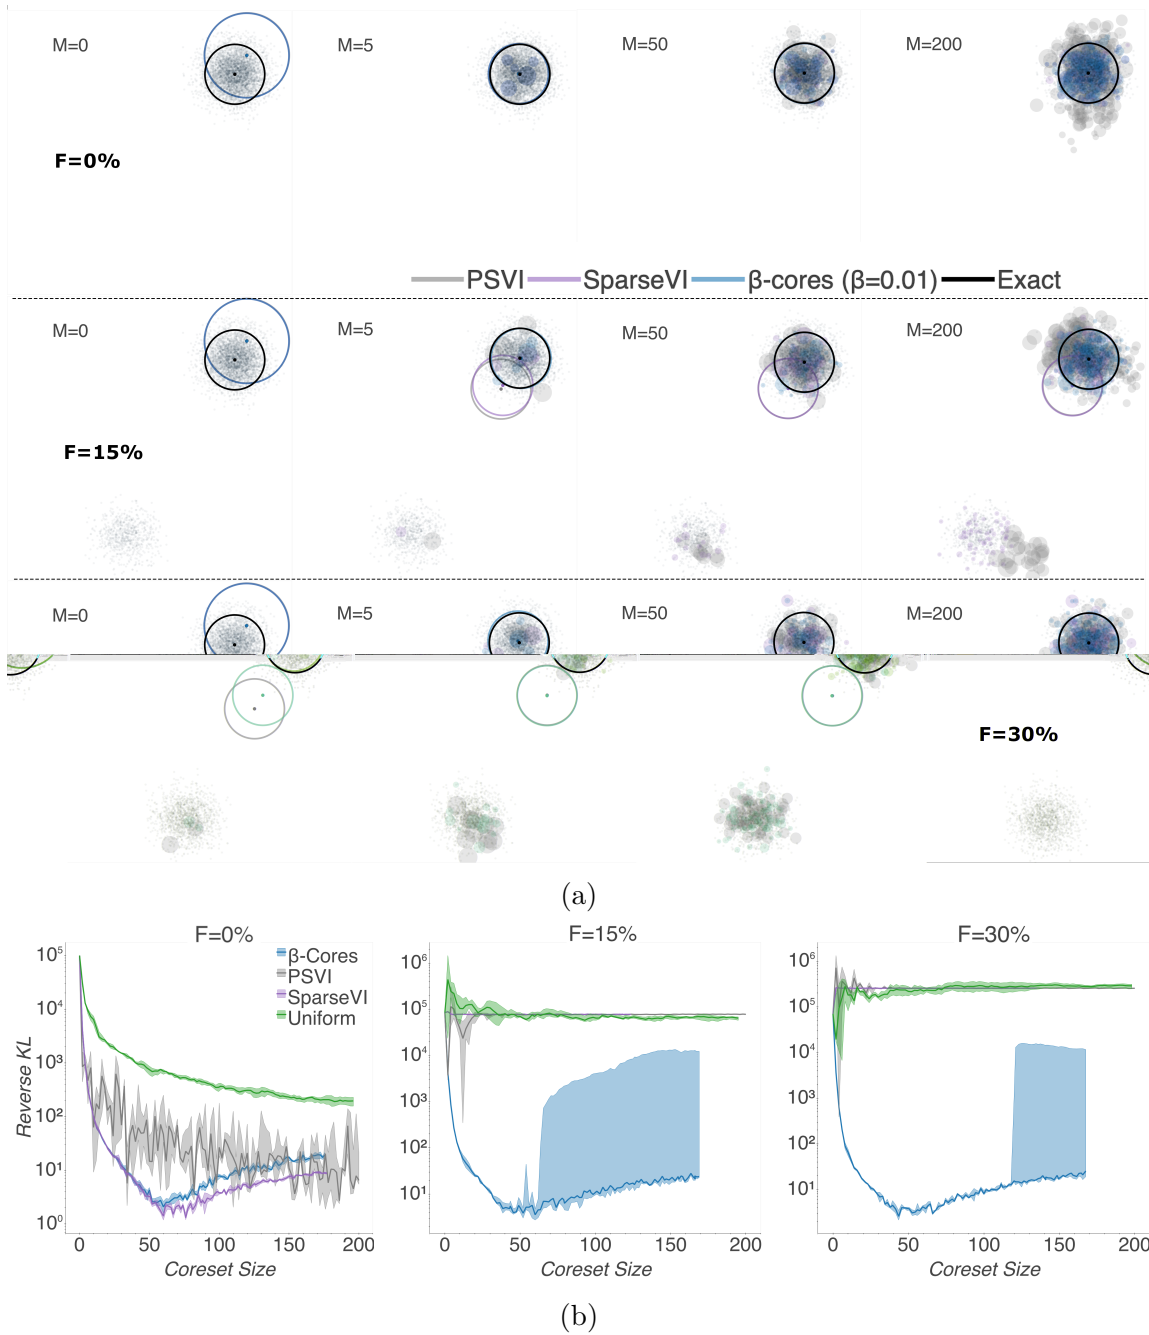 M=0 M=5 M=50 M=200
F=0%
PSVI SparseVI β-cores (β=0.01) Exact
M=0 M=5 M=50 M=200
F=15%
M=0 M=5 M=50 M=200
F=30%
(a)
F=0% F=15% F=30%
β-Cores
PSVI
SparseVI
Uniform
Reverse KL
10⁵
10⁴
10³
10²
10¹
10⁰
0 50 100 150 200
Coreset Size
10⁶
10⁵
10⁴
10³
10²
10¹
0 50 100 150 200
Coreset Size
10⁶
10⁵
10⁴
10³
10²
10¹
0 50 100 150 200
Coreset Size
(b)